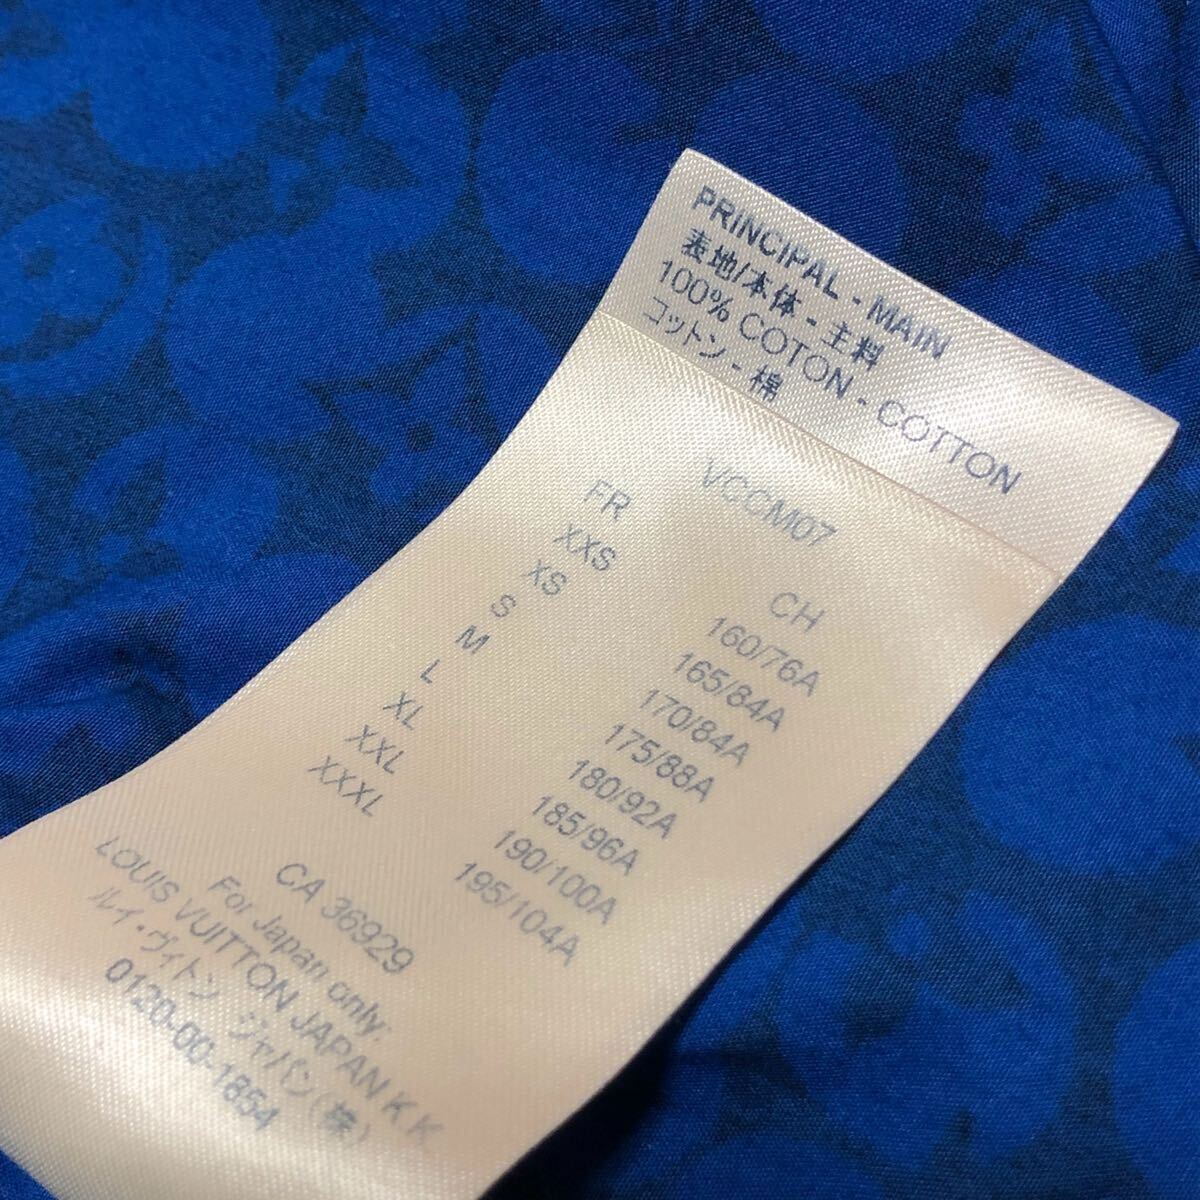 PRINCIPAL - MAIN
表地/本体 - 主料
100% COTON - COTTON
コットン - 棉
VCCM07
FR CH
XXS 160/76A
XS 165/84A
S 170/84A
M 175/88A
L 180/92A
XL 185/96A
XXL 190/100A
XXXL 195/104A
CA 36929
For Japan only:
LOUIS VUITTON JAPAN K.K
ルイ・ヴィトン ジャパン(株)
0120-00-1854